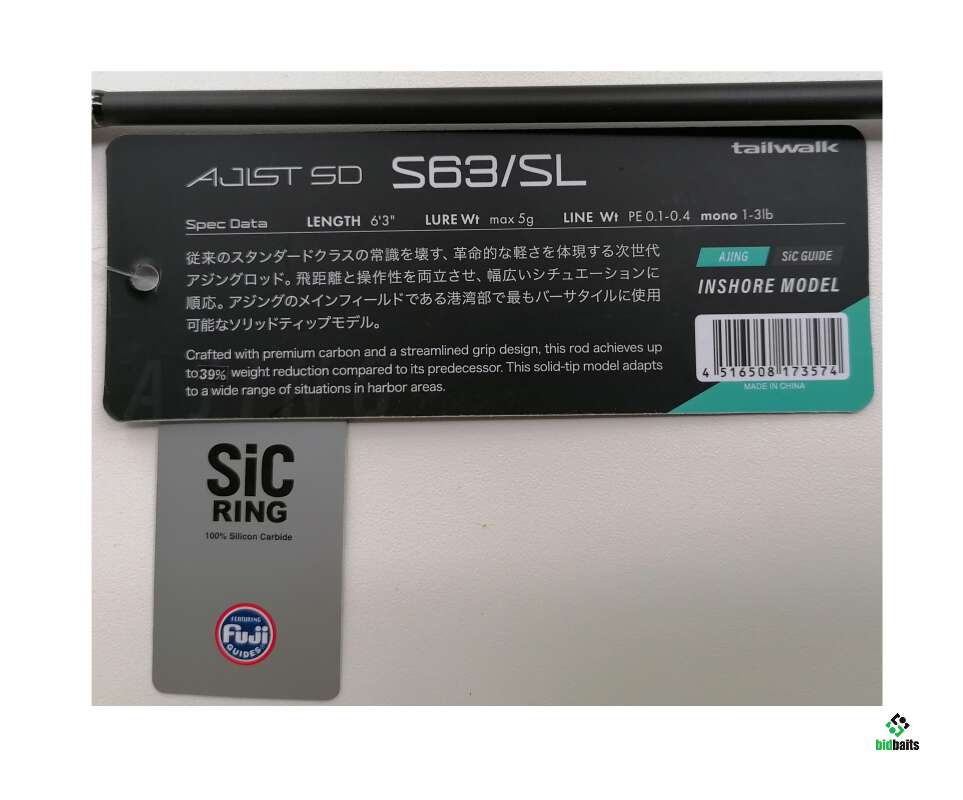 tailwalk
AJIST SD S63/SL
Spec Data LENGTH 6'3" LURE Wt max 5g LINE Wt PE 0.1-0.4 mono 1-3lb
従来のスタンダードクラスの常識を壊す、革命的な軽さを体現する次世代
アジングロッド。飛距離と操作性を両立させ、幅広いシチュエーションに
順応。アジングのメインフィールドである港湾部で最もバーサタイルに使用
可能なソリッドティップモデル。
Crafted with premium carbon and a streamlined grip design, this rod achieves up
to 39% weight reduction compared to its predecessor. This solid-tip model adapts
to a wide range of situations in harbor areas.
AJING SiC GUIDE
INSHORE MODEL
4 516508 173574
MADE IN CHINA
AJING
SiC
RING
100% Silicon Carbide
FEATURING
Fuji
GUIDES
bidbaits